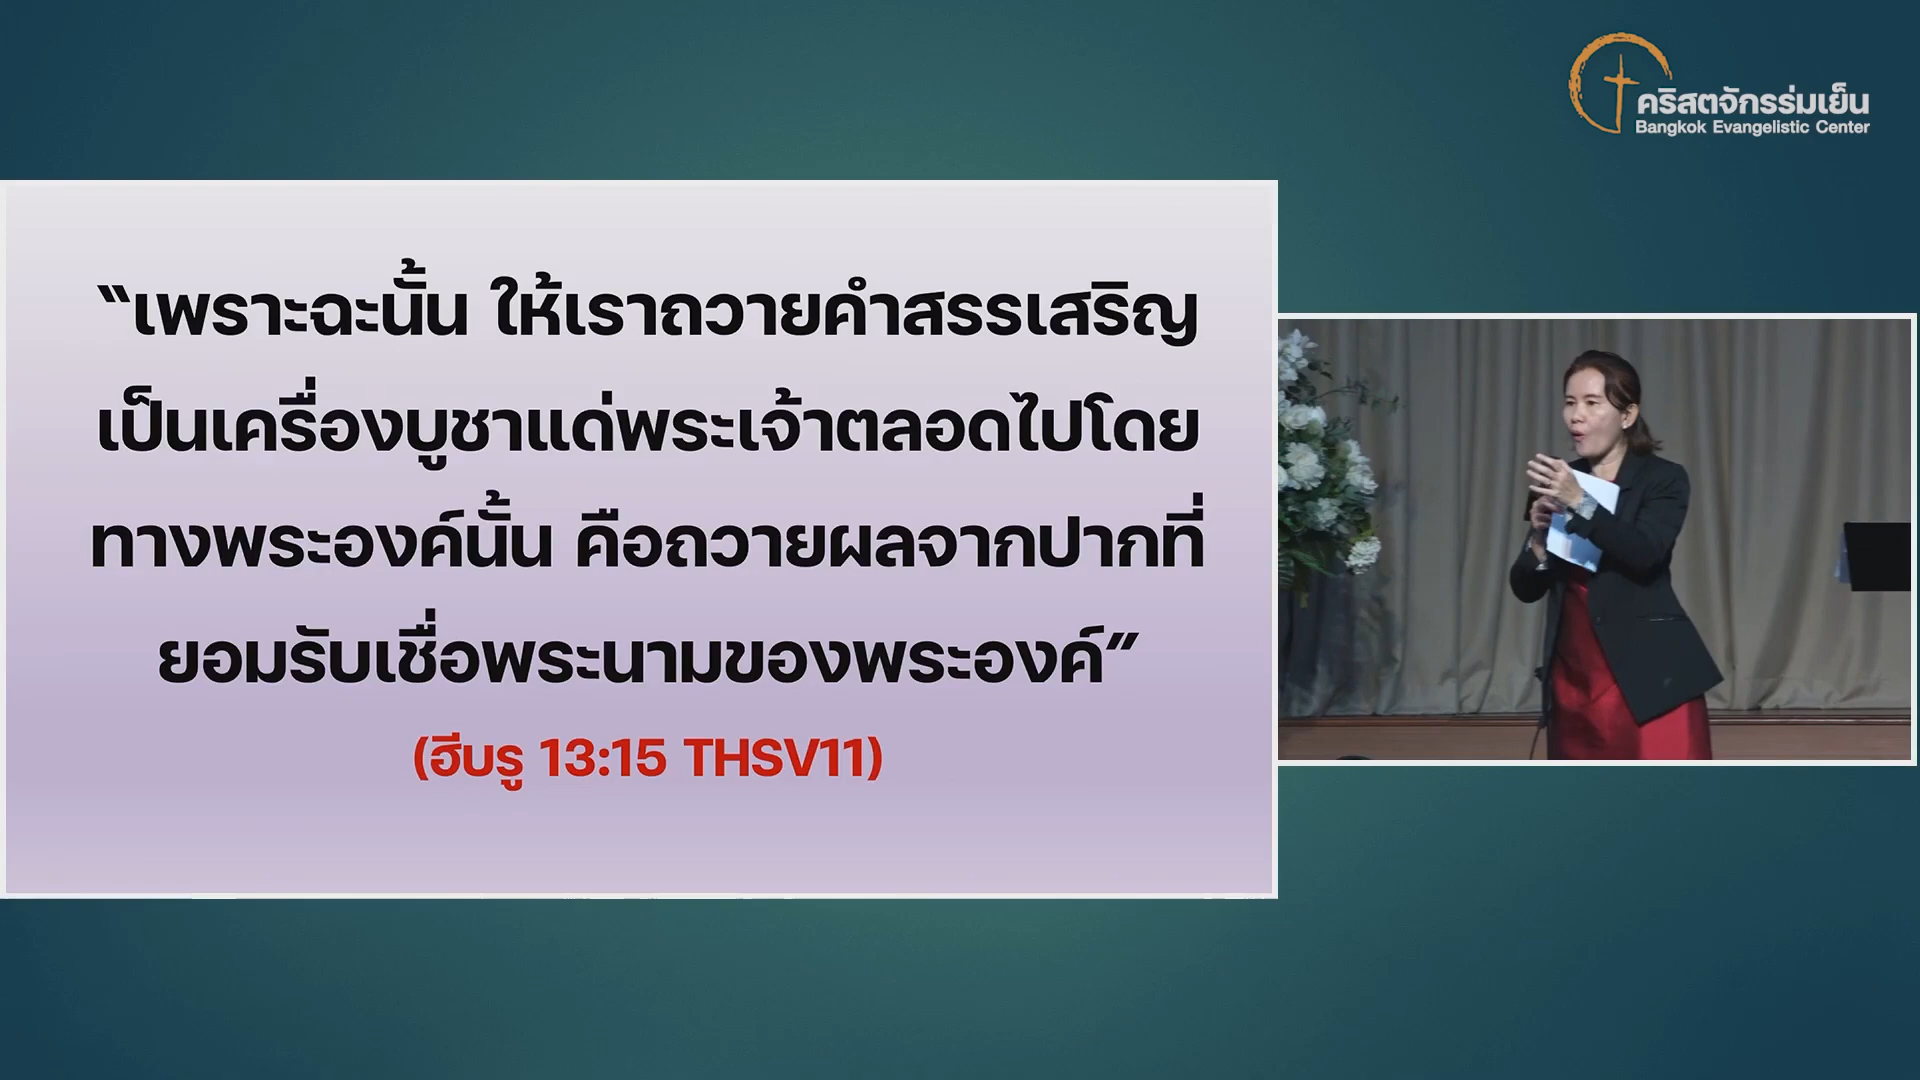 คริสตจักรร่มเย็น
Bangkok Evangelistic Center
“เพราะฉะนั้น ให้เราถวายคำสรรเสริญ
เป็นเครื่องบูชาแด่พระเจ้าตลอดไปโดย
ทางพระองค์นั้น คือถวายผลจากปากที่
ยอมรับเชื่อพระนามของพระองค์”
(ฮีบรู 13:15 THSV11)